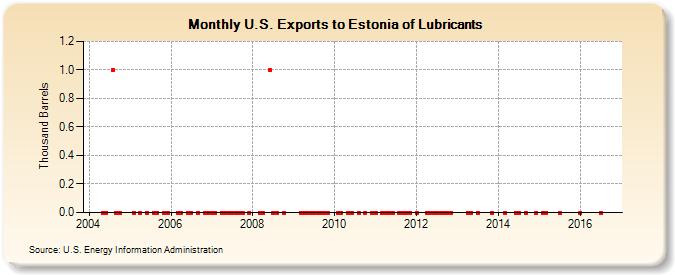 Monthly U.S. Exports to Estonia of Lubricants
Thousand Barrels
1.2
1.0
0.8
0.6
0.4
0.2
0.0
2004 2006 2008 2010 2012 2014 2016
Source: U.S. Energy Information Administration